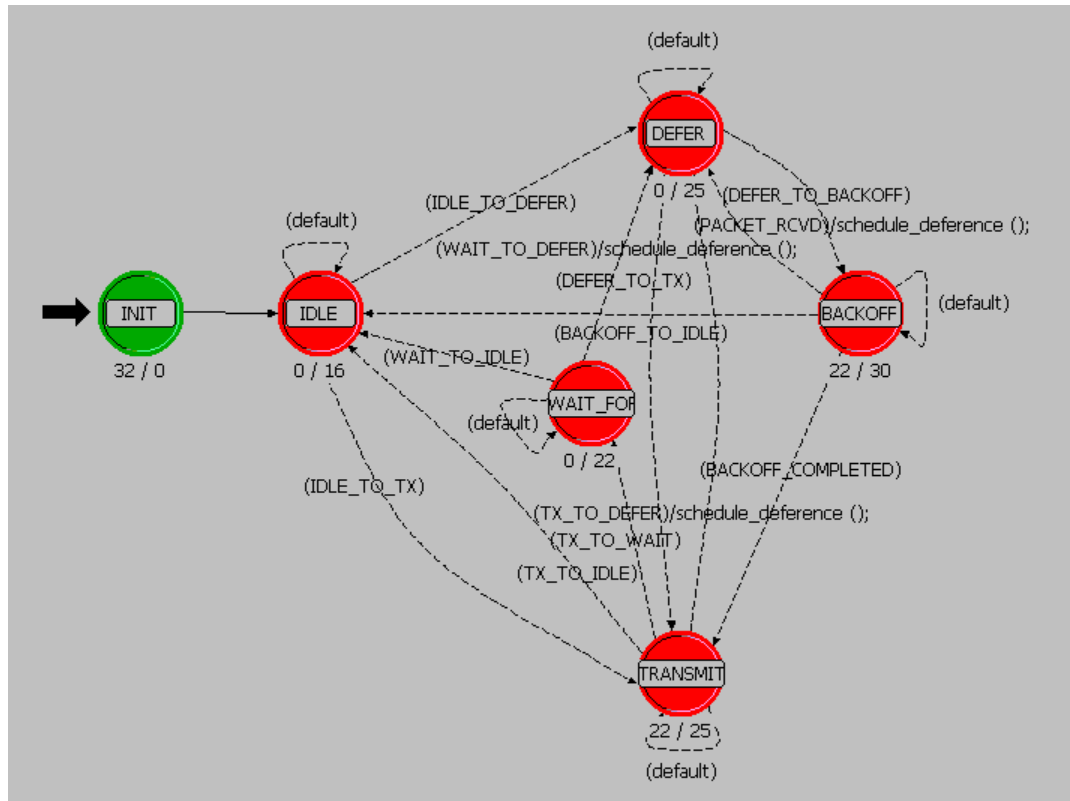 (default)
DEFER
0 / 25
(IDLE_TO_DEFER)
(DEFER_TO_BACKOFF)
(default)
(PACKET_RCVD)/schedule_deference ();
(WAIT_TO_DEFER)/schedule_deference ();
(DEFER_TO_TX)
INIT
IDLE
BACKOFF
(default)
(BACKOFF_TO_IDLE)
(WAIT_TO_IDLE)
32 / 0
0 / 16
22 / 30
WAIT_FOR
(default)
0 / 22
(BACKOFF_COMPLETED)
(IDLE_TO_TX)
(TX_TO_DEFER)/schedule_deference ();
(TX_TO_WAIT)
(TX_TO_IDLE)
TRANSMIT
22 / 25
(default)